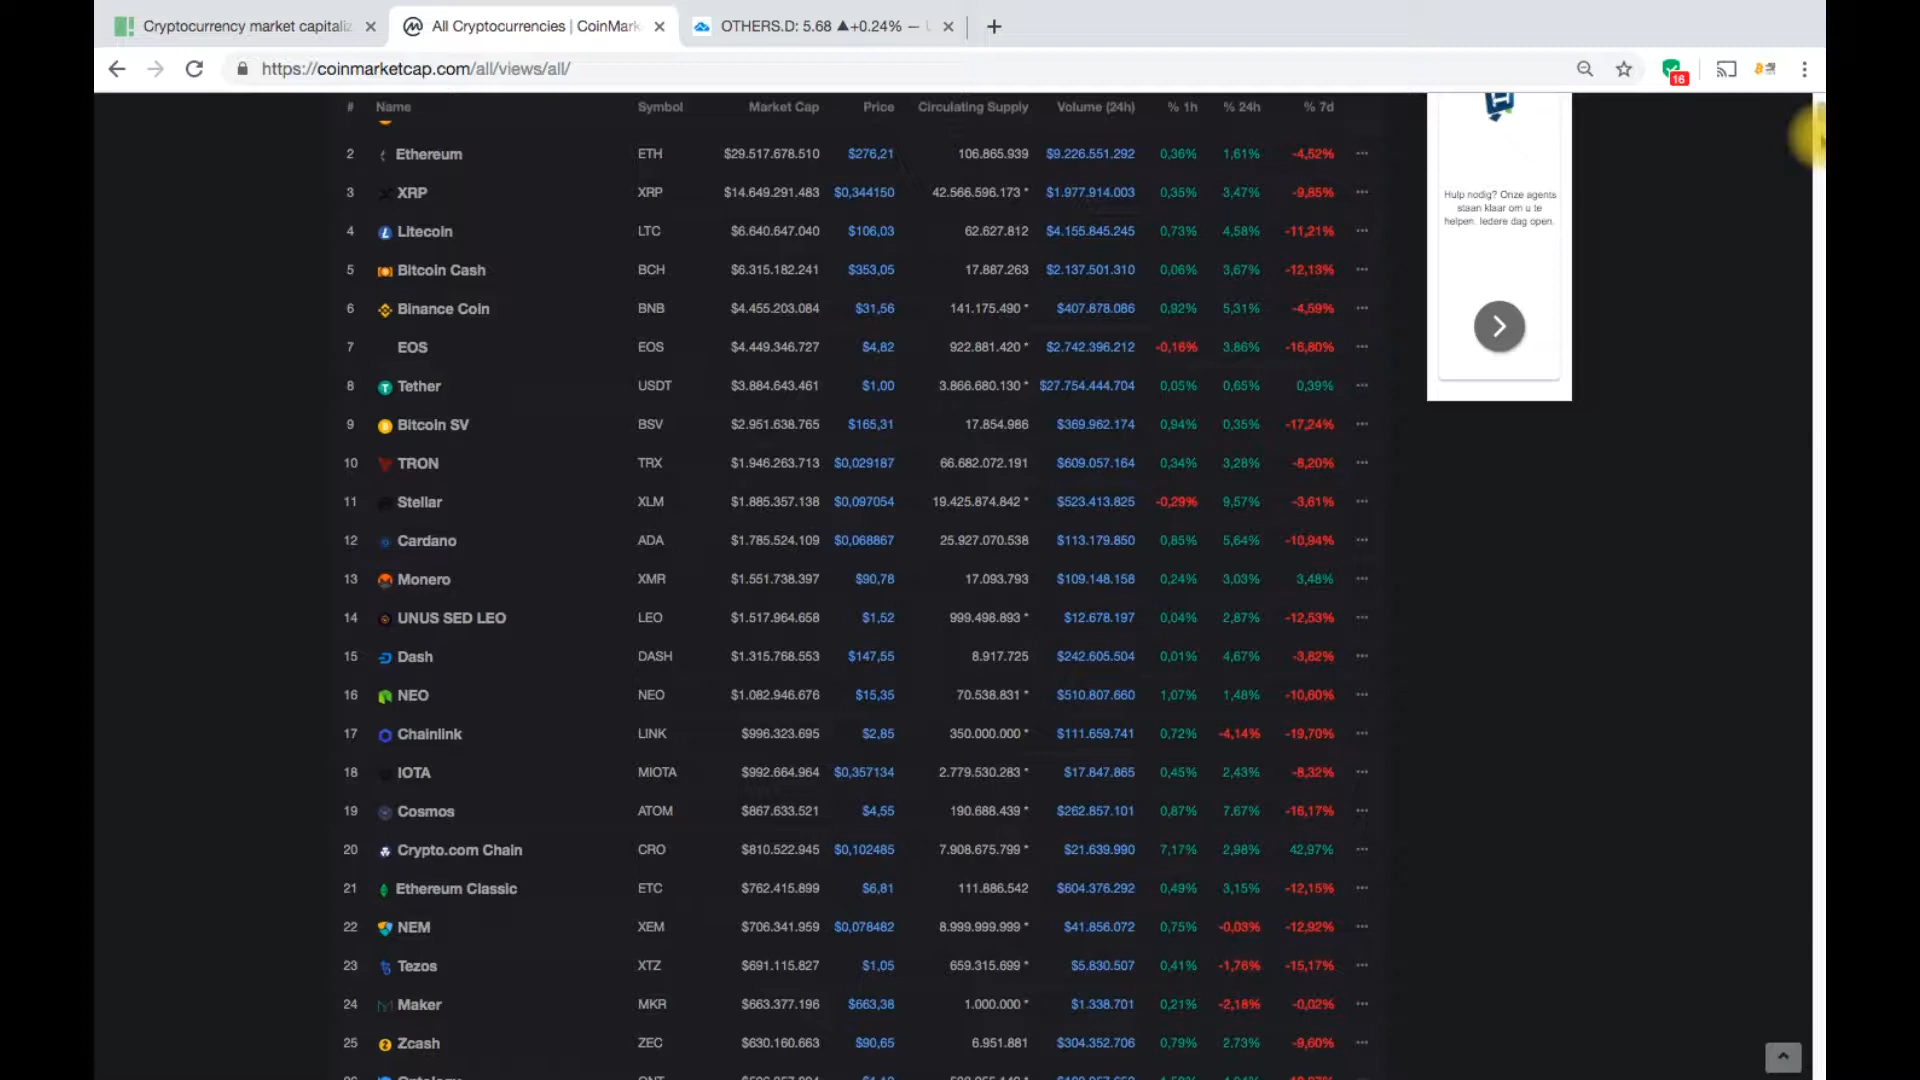 Cryptocurrency market capitaliz
All Cryptocurrencies | CoinMark
OTHERS.D: 5.68 ▲+0.24% —
https://coinmarketcap.com/all/views/all/
16
# Name Symbol Market Cap Price Circulating Supply Volume (24h) % 1h % 24h % 7d
2 Ethereum ETH $29.517.678.510 $276,21 106.865.939 $9.226.551.292 0,36% 1,61% -4,52%
3 XRP XRP $14.649.291.483 $0,344150 42.566.596.173 * $1.977.914.003 0,35% 3,47% -9,85%
4 Litecoin LTC $6.640.647.040 $106,03 62.627.812 $4.155.845.245 0,73% 4,58% -11,21%
5 Bitcoin Cash BCH $6.315.182.241 $353,05 17.887.263 $2.137.501.310 0,06% 3,67% -12,13%
6 Binance Coin BNB $4.455.203.084 $31,56 141.175.490 * $407.878.086 0,92% 5,31% -4,59%
7 EOS EOS $4.449.346.727 $4,82 922.881.420 * $2.742.396.212 -0,16% 3,86% -16,80%
8 Tether USDT $3.884.643.461 $1,00 3.866.680.130 * $27.754.444.704 0,05% 0,65% 0,39%
9 Bitcoin SV BSV $2.951.638.765 $165,31 17.854.986 $369.962.174 0,94% 0,35% -17,24%
10 TRON TRX $1.946.263.713 $0,029187 66.682.072.191 $609.057.164 0,34% 3,28% -8,20%
11 Stellar XLM $1.885.357.138 $0,097054 19.425.874.842 * $523.413.825 -0,29% 9,57% -3,61%
12 Cardano ADA $1.785.524.109 $0,068867 25.927.070.538 $113.179.850 0,85% 5,64% -10,94%
13 Monero XMR $1.551.738.397 $90,78 17.093.793 $109.148.158 0,24% 3,03% 3,48%
14 UNUS SED LEO LEO $1.517.964.658 $1,52 999.498.893 * $12.678.197 0,04% 2,87% -12,53%
15 Dash DASH $1.315.768.553 $147,55 8.917.725 $242.605.504 0,01% 4,67% -3,82%
16 NEO NEO $1.082.946.676 $15,35 70.538.831 * $510.807.660 1,07% 1,48% -10,60%
17 Chainlink LINK $996.323.695 $2,85 350.000.000 * $111.659.741 0,72% -4,14% -19,70%
18 IOTA MIOTA $992.664.964 $0,357134 2.779.530.283 * $17.847.865 0,45% 2,43% -8,32%
19 Cosmos ATOM $867.633.521 $4,55 190.688.439 * $262.857.101 0,87% 7,67% -16,17%
20 Crypto.com Chain CRO $810.522.945 $0,102485 7.908.675.799 * $21.639.990 7,17% 2,98% 42,97%
21 Ethereum Classic ETC $762.415.899 $6,81 111.886.542 $604.376.292 0,49% 3,15% -12,15%
22 NEM XEM $706.341.959 $0,078482 8.999.999.999 * $41.856.072 0,75% -0,03% -12,92%
23 Tezos XTZ $691.115.827 $1,05 659.315.699 * $5.830.507 0,41% -1,76% -15,17%
24 Maker MKR $663.377.196 $663,38 1.000.000 * $1.338.701 0,21% -2,18% -0,02%
25 Zcash ZEC $630.160.663 $90,65 6.951.881 $304.352.706 0,79% 2,73% -9,60%
Hulp nodig? Onze agents
staan klaar om u te
helpen. Iedere dag open.